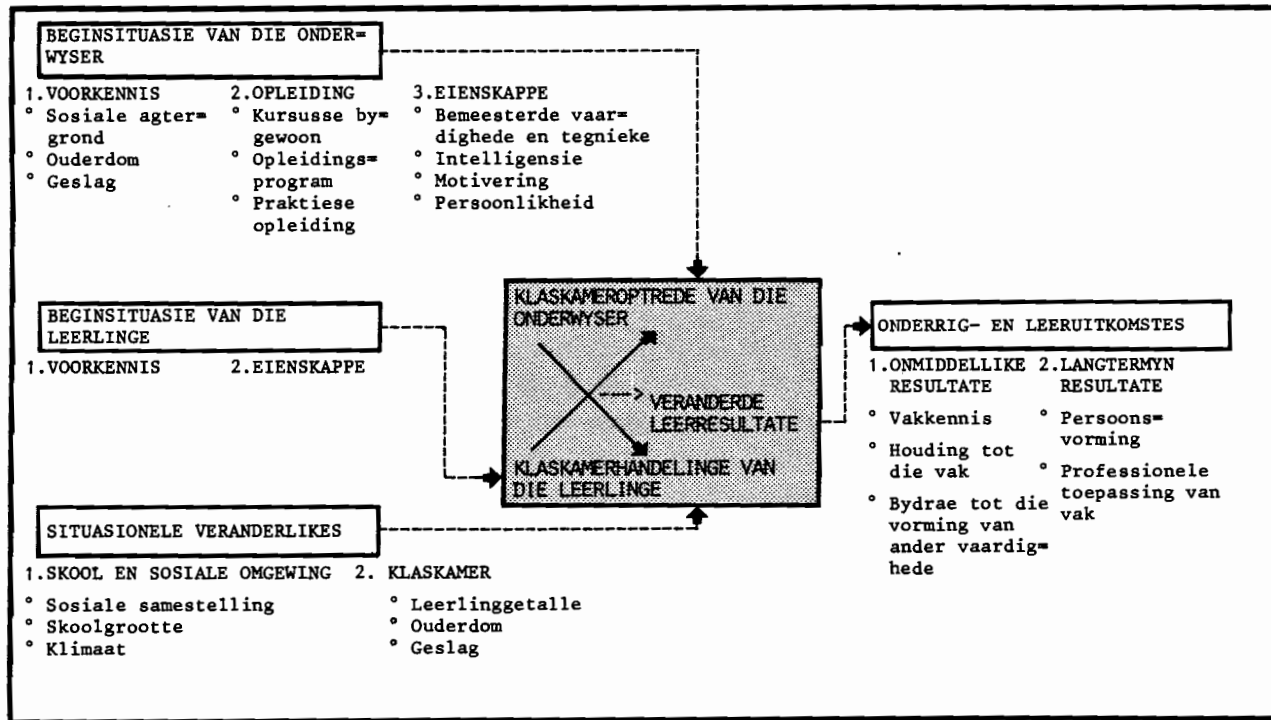 BEGINSITUASIE VAN DIE ONDER=
WYSER
1.VOORKENNIS
° Sosiale agter=
grond
° Ouderdom
° Geslag
2.OPLEIDING
° Kursusse by=
gewoon
° Opleidings=
program
° Praktiese
opleiding
3.EIENSKAPPE
° Bemeesterde vaar=
dighede en tegnieke
° Intelligensie
° Motivering
° Persoonlikheid
BEGINSITUASIE VAN DIE
LEERLINGE
1.VOORKENNIS
2.EIENSKAPPE
SITUASIONELE VERANDERLIKES
1.SKOOL EN SOSIALE OMGEWING
° Sosiale samestelling
° Skoolgrootte
° Klimaat
2. KLASKAMER
° Leerlinggetalle
° Ouderdom
° Geslag
KLASKAMEROPTREDE VAN DIE
ONDERWYSER
VERANDERDE
LEERRESULTATE
KLASKAMERHANDELINGE VAN
DIE LEERLINGE
ONDERRIG- EN LEERUITKOMSTES
1.ONMIDDELLIKE
RESULTATE
° Vakkennis
° Houding tot
die vak
° Bydrae tot die
vorming van
ander vaardig=
hede
2.LANGTERMYN
RESULTATE
° Persoons=
vorming
° Professionele
toepassing van
vak